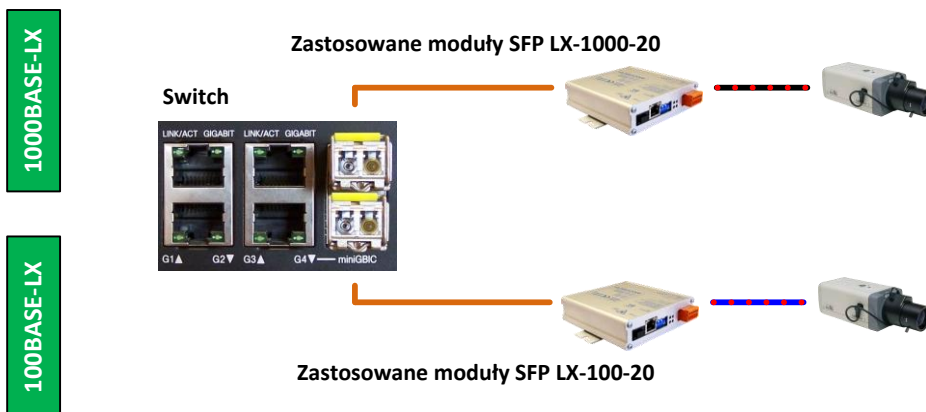 1000BASE-LX
Zastosowane moduły SFP LX-1000-20
Switch
LINK/ACT GIGABIT LINK/ACT GIGABIT
G1▲ G2▼ G3▲ G4▼ miniGBIC
100BASE-LX
Zastosowane moduły SFP LX-100-20